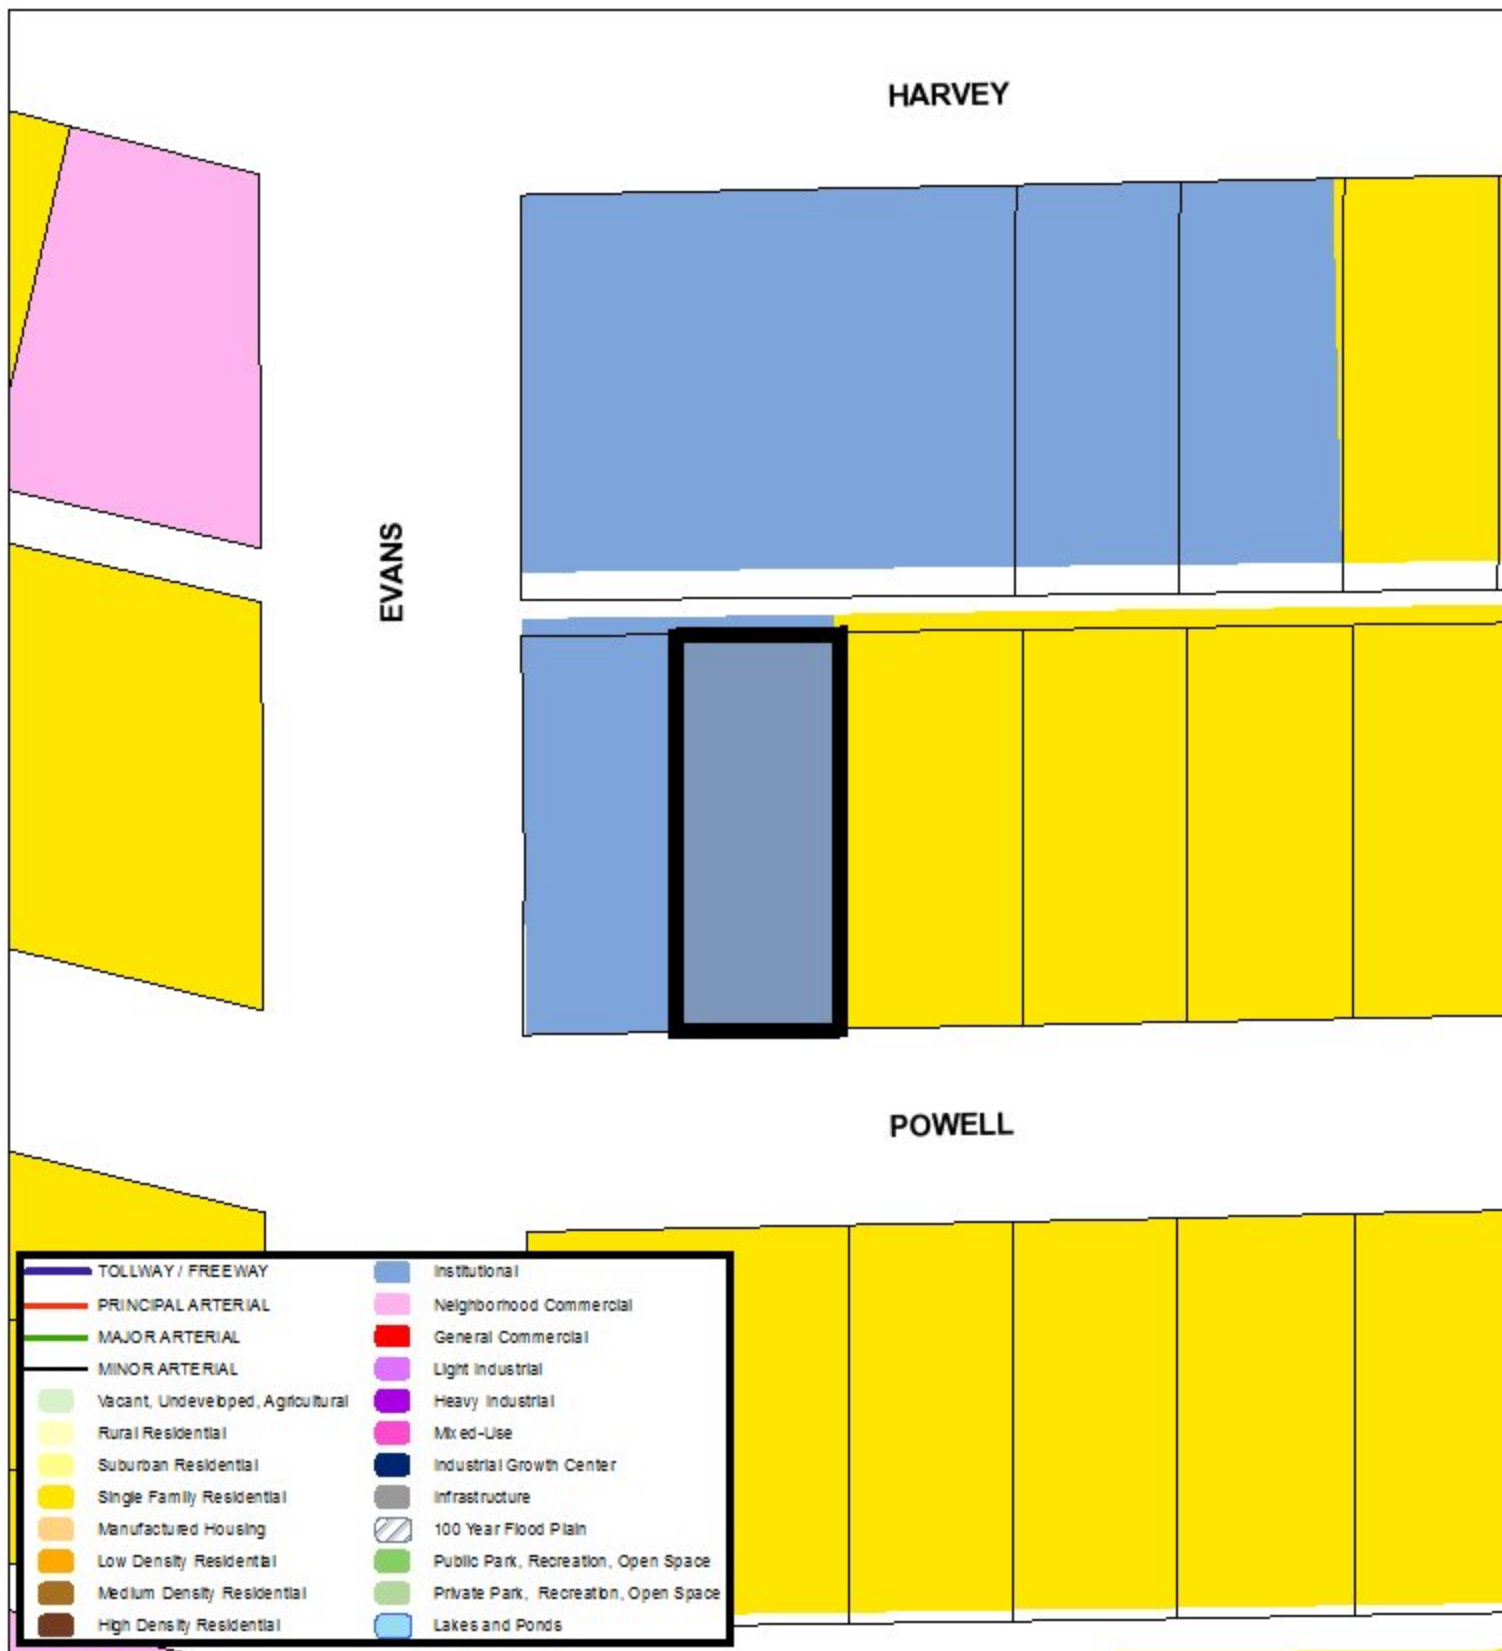 HARVEY
EVANS
POWELL
TOLLWAY / FREEWAY
PRINCIPAL ARTERIAL
MAJOR ARTERIAL
MINOR ARTERIAL
Vacant, Undeveloped, Agricultural
Rural Residential
Suburban Residential
Single Family Residential
Manufactured Housing
Low Density Residential
Medium Density Residential
High Density Residential
Institutional
Neighborhood Commercial
General Commercial
Light Industrial
Heavy Industrial
Mixed-Use
Industrial Growth Center
Infrastructure
100 Year Flood Plain
Public Park, Recreation, Open Space
Private Park, Recreation, Open Space
Lakes and Ponds